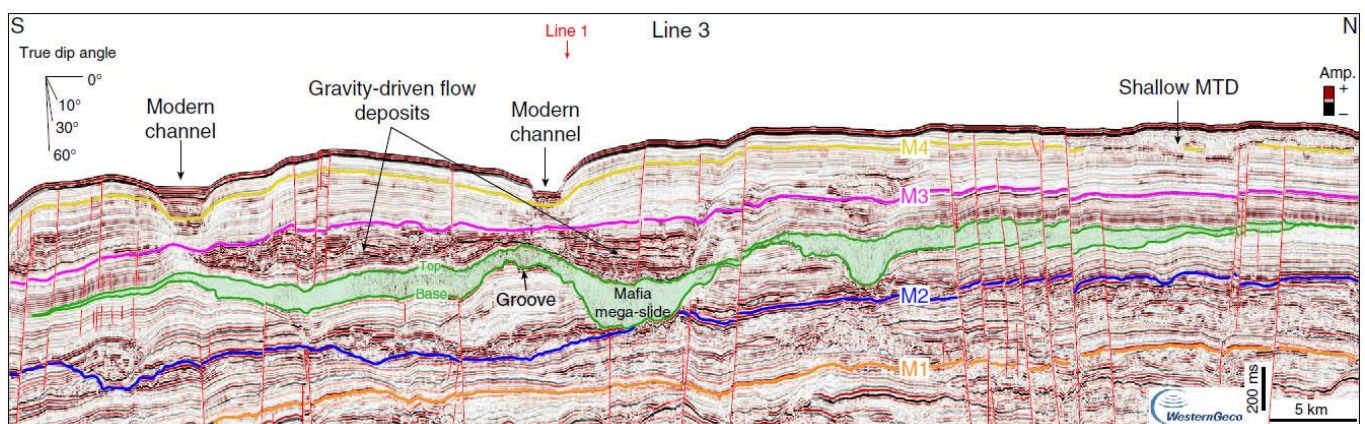 S
Line 1
Line 3
N
True dip angle
0°
10°
30°
60°
Modern
channel
Gravity-driven flow
deposits
Modern
channel
Shallow MTD
Amp.
+
–
M4
M3
Top
Base
Groove
Mafia
mega-slide
M2
M1
WesternGeco
200 ms
5 km